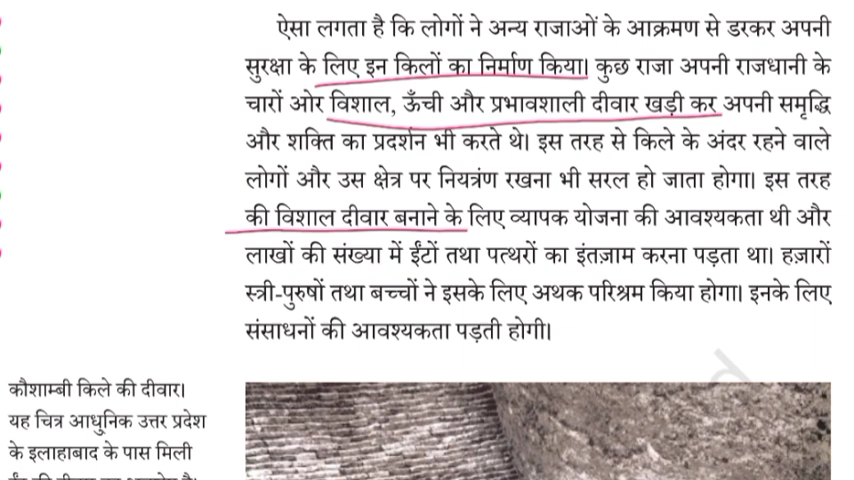 ऐसा लगता है कि लोगों ने अन्य राजाओं के आक्रमण से डरकर अपनी
सुरक्षा के लिए इन किलों का निर्माण किया। कुछ राजा अपनी राजधानी के
चारों ओर विशाल, ऊँची और प्रभावशाली दीवार खड़ी कर अपनी समृद्धि
और शक्ति का प्रदर्शन भी करते थे। इस तरह से किले के अंदर रहने वाले
लोगों और उस क्षेत्र पर नियत्रंण रखना भी सरल हो जाता होगा। इस तरह
की विशाल दीवार बनाने के लिए व्यापक योजना की आवश्यकता थी और
लाखों की संख्या में ईंटों तथा पत्थरों का इंतज़ाम करना पड़ता था। हज़ारों
स्त्री-पुरुषों तथा बच्चों ने इसके लिए अथक परिश्रम किया होगा। इनके लिए
संसाधनों की आवश्यकता पड़ती होगी।
कौशाम्बी किले की दीवार।
यह चित्र आधुनिक उत्तर प्रदेश
के इलाहाबाद के पास मिली